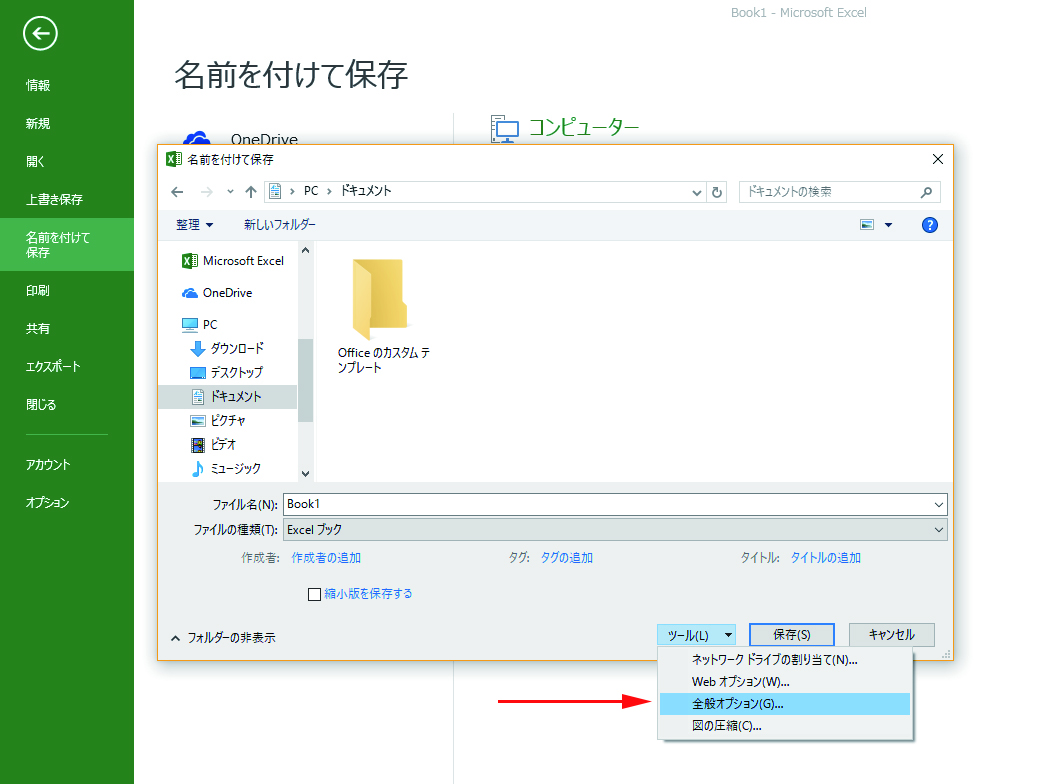 Book1 - Microsoft Excel
情報
新規
開く
上書き保存
名前を付けて
保存
印刷
共有
エクスポート
閉じる
アカウント
オプション
名前を付けて保存
OneDrive
コンピューター
名前を付けて保存
PC > ドキュメント
ドキュメントの検索
整理
新しいフォルダー
Microsoft Excel
OneDrive
PC
ダウンロード
デスクトップ
ドキュメント
ピクチャ
ビデオ
ミュージック
Office のカスタム テ
ンプレート
ファイル名(N): Book1
ファイルの種類(T): Excel ブック
作成者: 作成者の追加
タグ: タグの追加
タイトル: タイトルの追加
縮小版を保存する
フォルダーの非表示
ツール(L)
保存(S)
キャンセル
ネットワーク ドライブの割り当て(N)...
Web オプション(W)...
全般オプション(G)...
図の圧縮(C)...